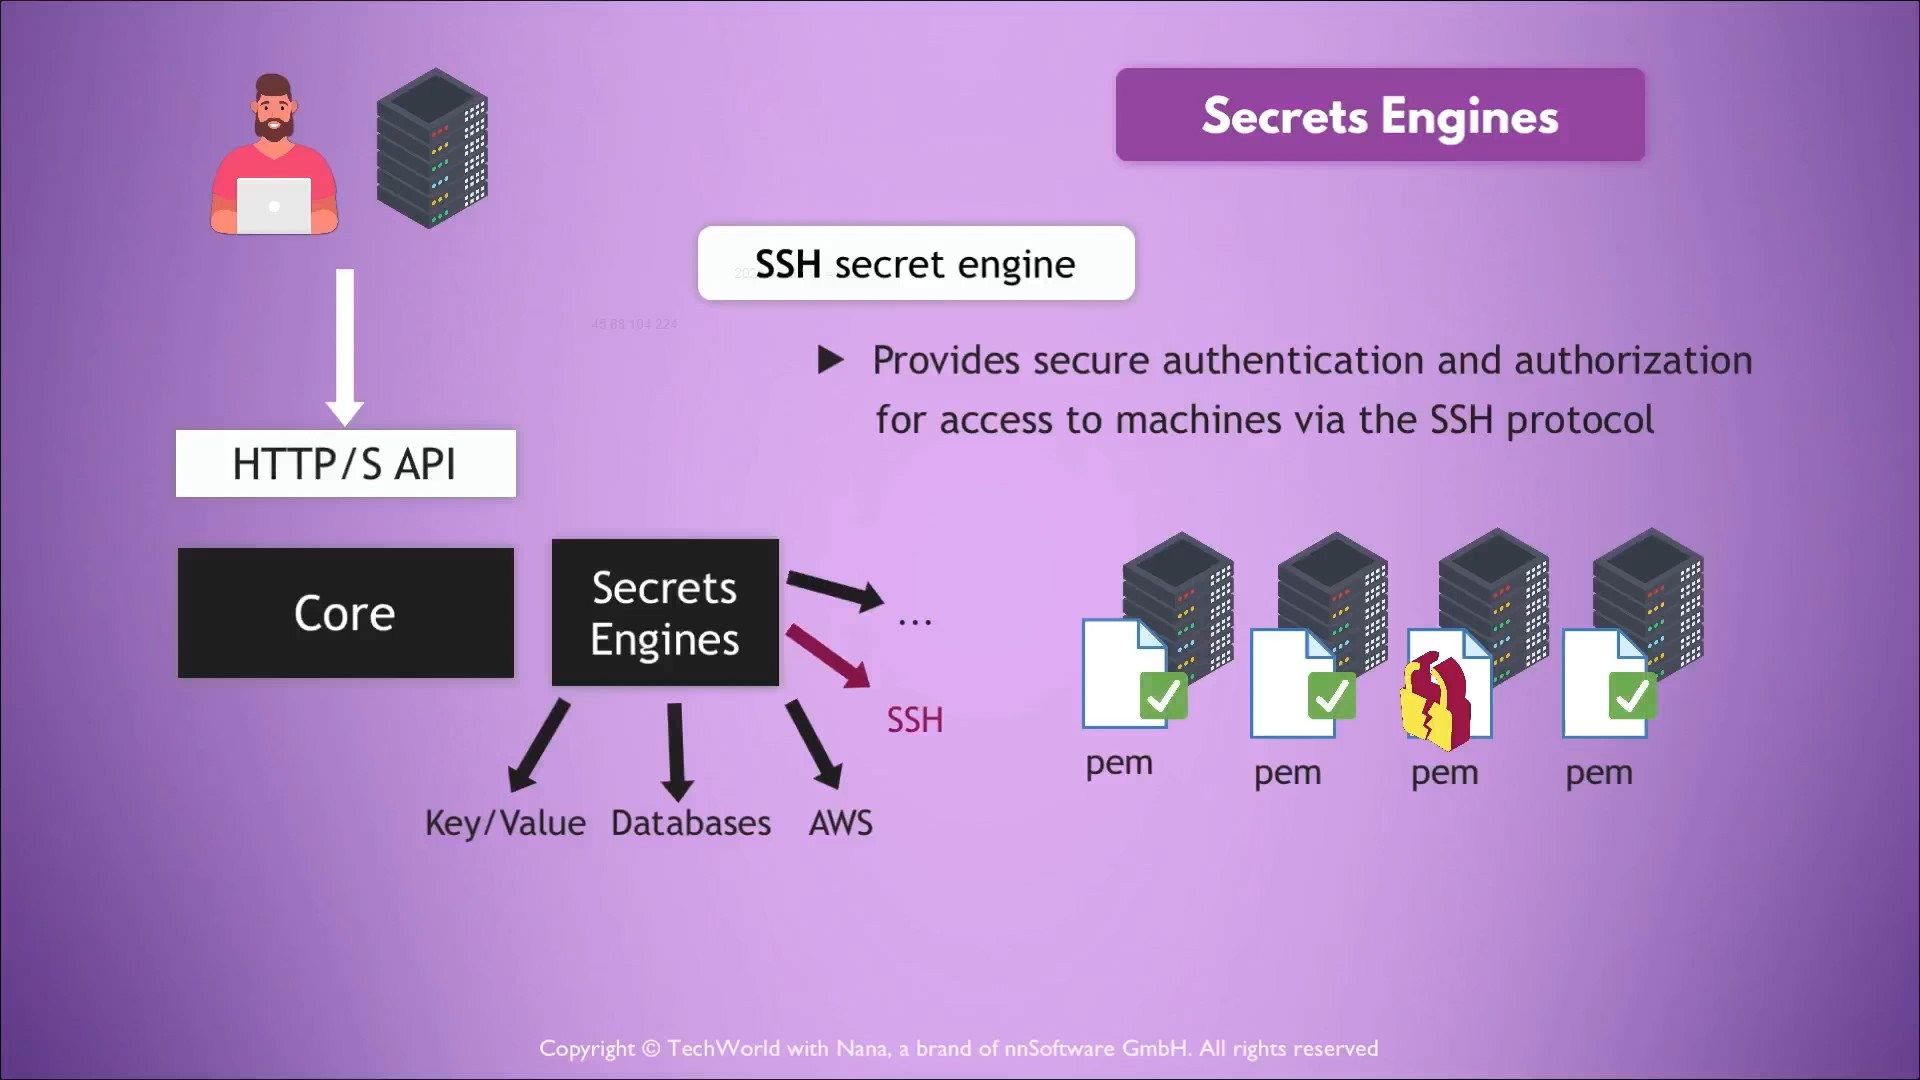 Secrets Engines
SSH secret engine
Provides secure authentication and authorization
for access to machines via the SSH protocol
HTTP/S API
Core
Secrets
Engines
...
SSH
Key/Value
Databases
AWS
pem
pem
pem
pem
Copyright © TechWorld with Nana, a brand of nnSoftware GmbH. All rights reserved